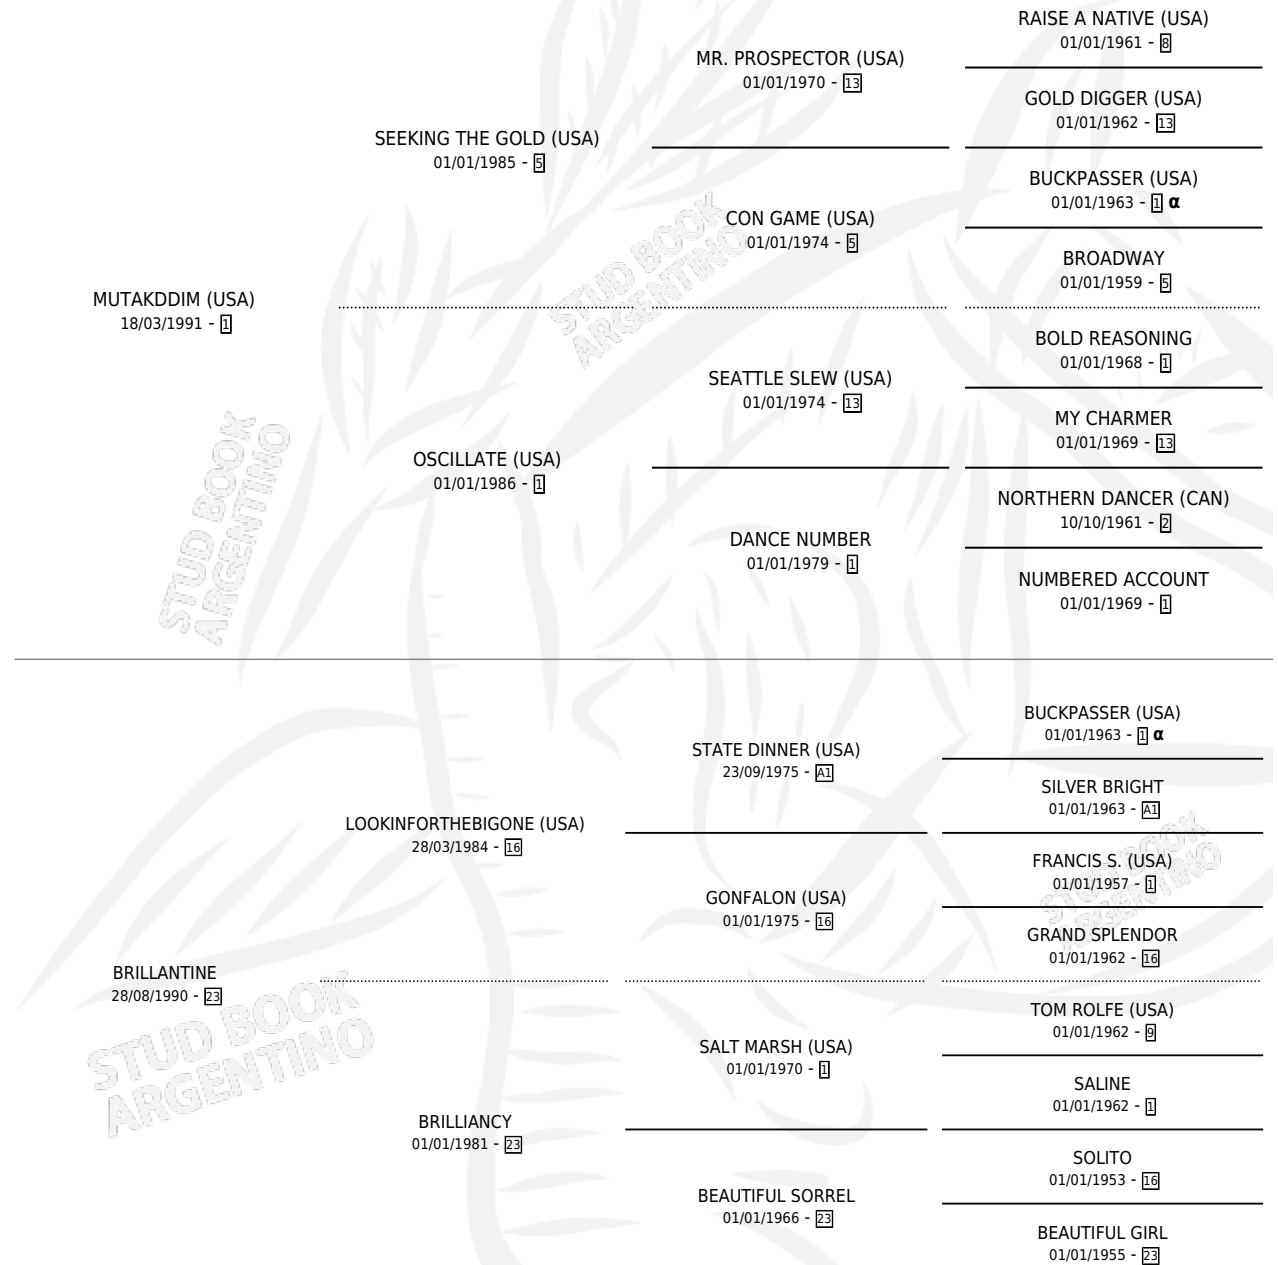 RAISE A NATIVE (USA)
01/01/1961 - 8
MR. PROSPECTOR (USA)
01/01/1970 - 13
GOLD DIGGER (USA)
01/01/1962 - 13
SEEKING THE GOLD (USA)
01/01/1985 - 5
BUCKPASSER (USA)
01/01/1963 - 1 α
CON GAME (USA)
01/01/1974 - 5
BROADWAY
01/01/1959 - 5
MUTAKDDIM (USA)
18/03/1991 - 1
BOLD REASONING
01/01/1968 - 1
SEATTLE SLEW (USA)
01/01/1974 - 13
MY CHARMER
01/01/1969 - 13
OSCILLATE (USA)
01/01/1986 - 1
NORTHERN DANCER (CAN)
10/10/1961 - 2
DANCE NUMBER
01/01/1979 - 1
NUMBERED ACCOUNT
01/01/1969 - 1
BUCKPASSER (USA)
01/01/1963 - 1 α
STATE DINNER (USA)
23/09/1975 - A1
SILVER BRIGHT
01/01/1963 - A1
LOOKINFORTHEBIGONE (USA)
28/03/1984 - 16
FRANCIS S. (USA)
01/01/1957 - 1
GONFALON (USA)
01/01/1975 - 16
GRAND SPLENDOR
01/01/1962 - 16
BRILLANTINE
28/08/1990 - 23
TOM ROLFE (USA)
01/01/1962 - 9
SALT MARSH (USA)
01/01/1970 - 1
SALINE
01/01/1962 - 1
BRILLIANCY
01/01/1981 - 23
SOLITO
01/01/1953 - 16
BEAUTIFUL SORREL
01/01/1966 - 23
BEAUTIFUL GIRL
01/01/1955 - 23
STUD BOOK
ARGENTINO
STUD BOOK
ARGENTINO
STUD BOOK
ARGENTINO
STUD BOOK
ARGENTINO